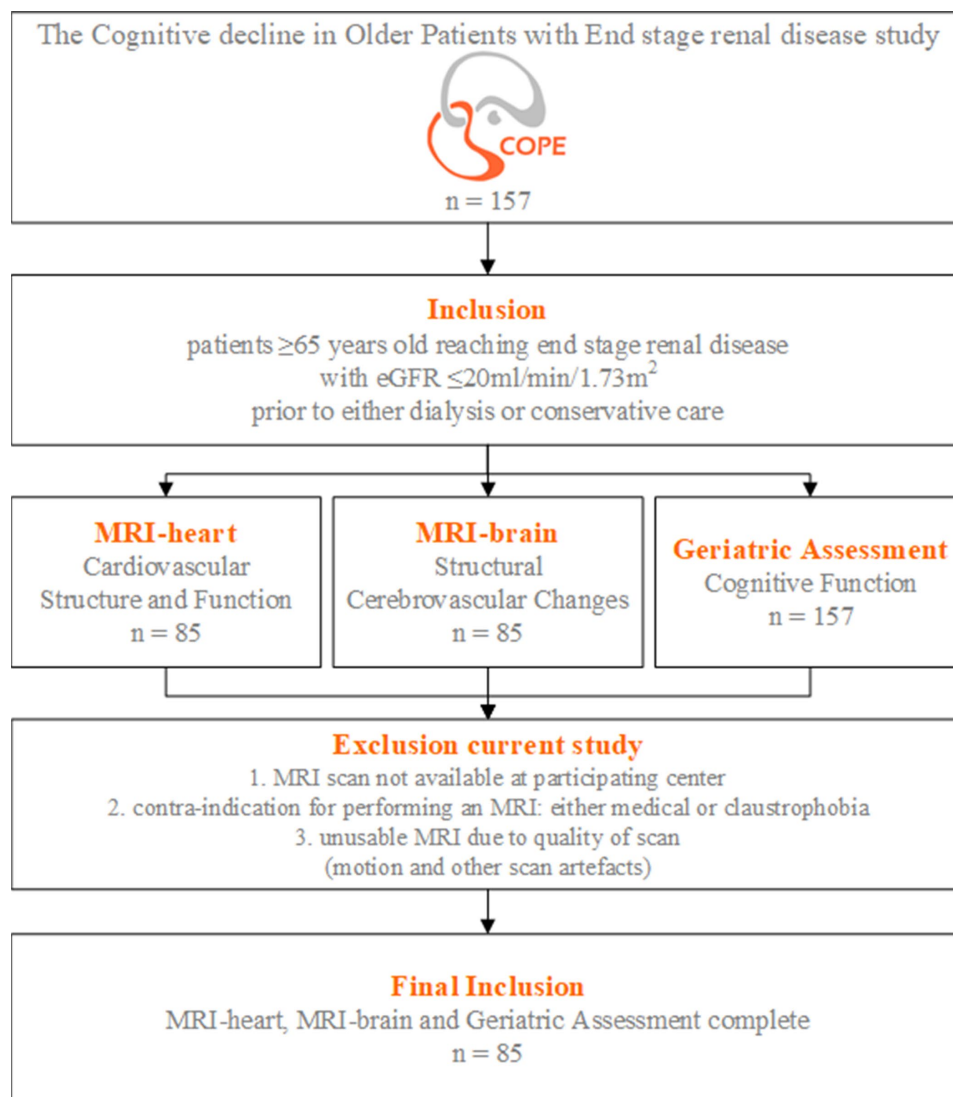 The Cognitive decline in Older Patients with End stage renal disease study
COPE
n = 157
Inclusion
patients ≥65 years old reaching end stage renal disease
with eGFR ≤20ml/min/1.73m²
prior to either dialysis or conservative care
MRI-heart
Cardiovascular
Structure and Function
n = 85
MRI-brain
Structural
Cerebrovascular Changes
n = 85
Geriatric Assessment
Cognitive Function
n = 157
Exclusion current study
1. MRI scan not available at participating center
2. contra-indication for performing an MRI: either medical or claustrophobia
3. unusable MRI due to quality of scan
(motion and other scan artefacts)
Final Inclusion
MRI-heart, MRI-brain and Geriatric Assessment complete
n = 85